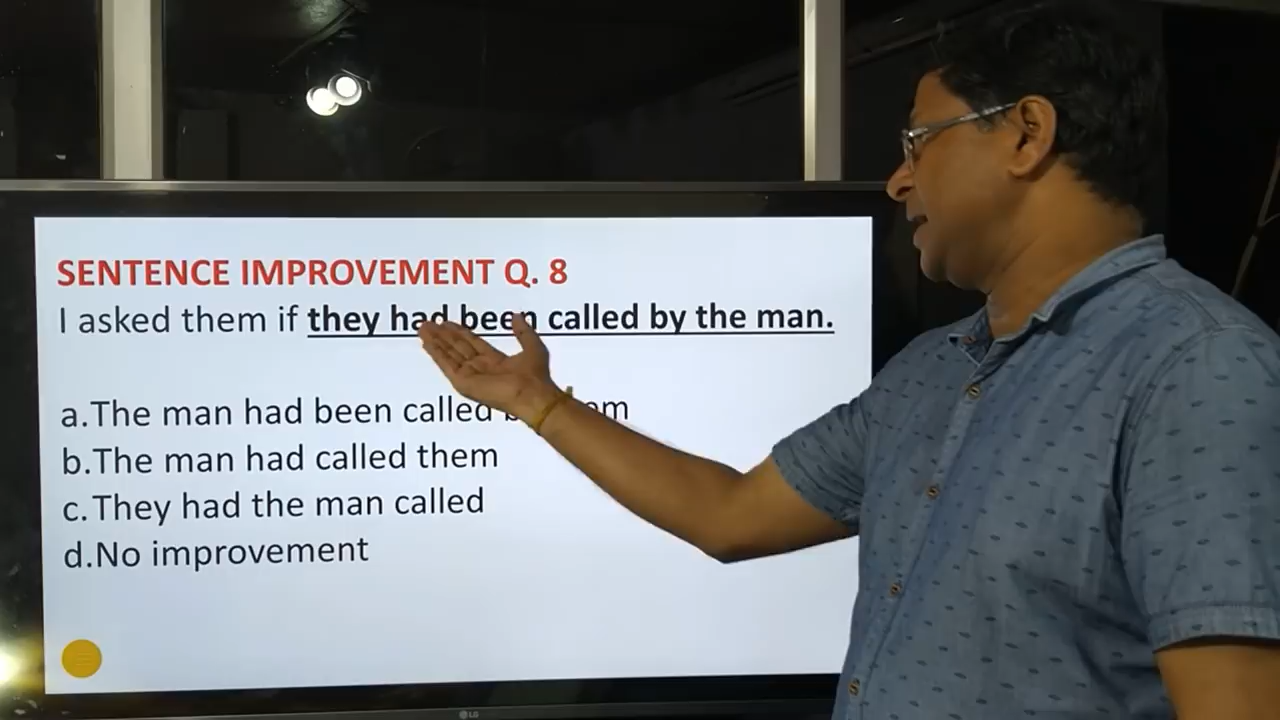 SENTENCE IMPROVEMENT Q. 8
I asked them if they had been called by the man.
a.The man had been called
b.The man had called them
c.They had the man called
d.No improvement
LG